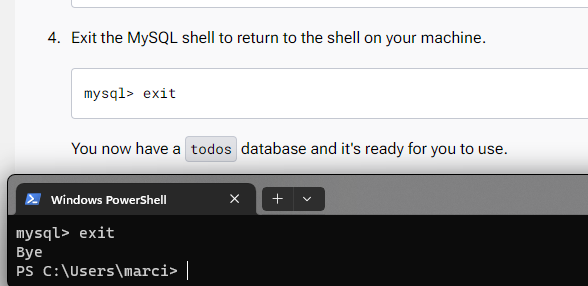 4. Exit the MySQL shell to return to the shell on your machine.
mysql> exit
You now have a todos database and it's ready for you to use.
Windows PowerShell
mysql> exit
Bye
PS C:\Users\marci>